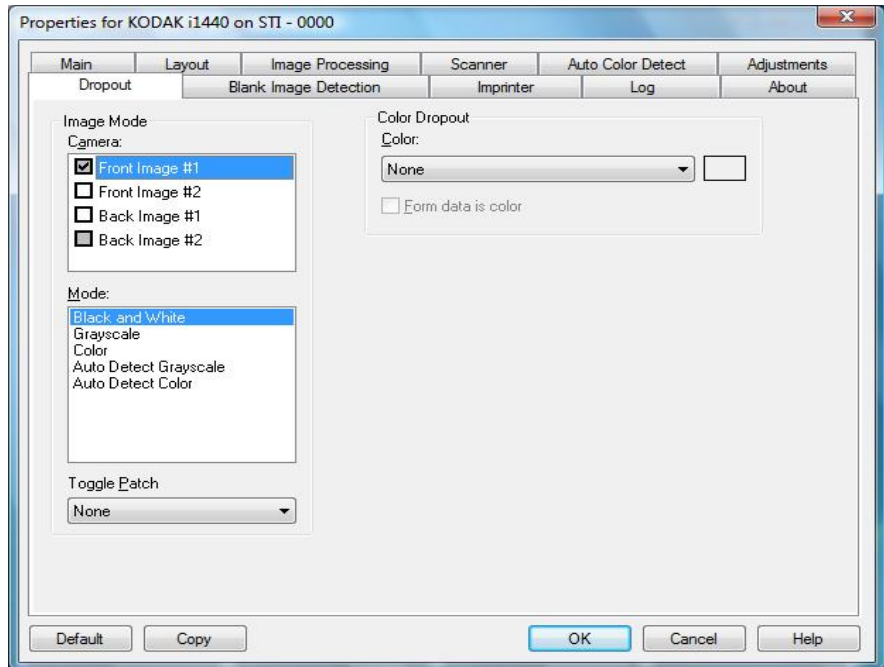 Properties for KODAK i1440 on STI - 0000
Main Layout Image Processing Scanner Auto Color Detect Adjustments
Dropout Blank Image Detection Imprinter Log About
Image Mode
Camera:
Front Image #1
Front Image #2
Back Image #1
Back Image #2
Mode:
Black and White
Grayscale
Color
Auto Detect Grayscale
Auto Detect Color
Toggle Patch
None
Color Dropout
Color:
None
Form data is color
Default Copy OK Cancel Help